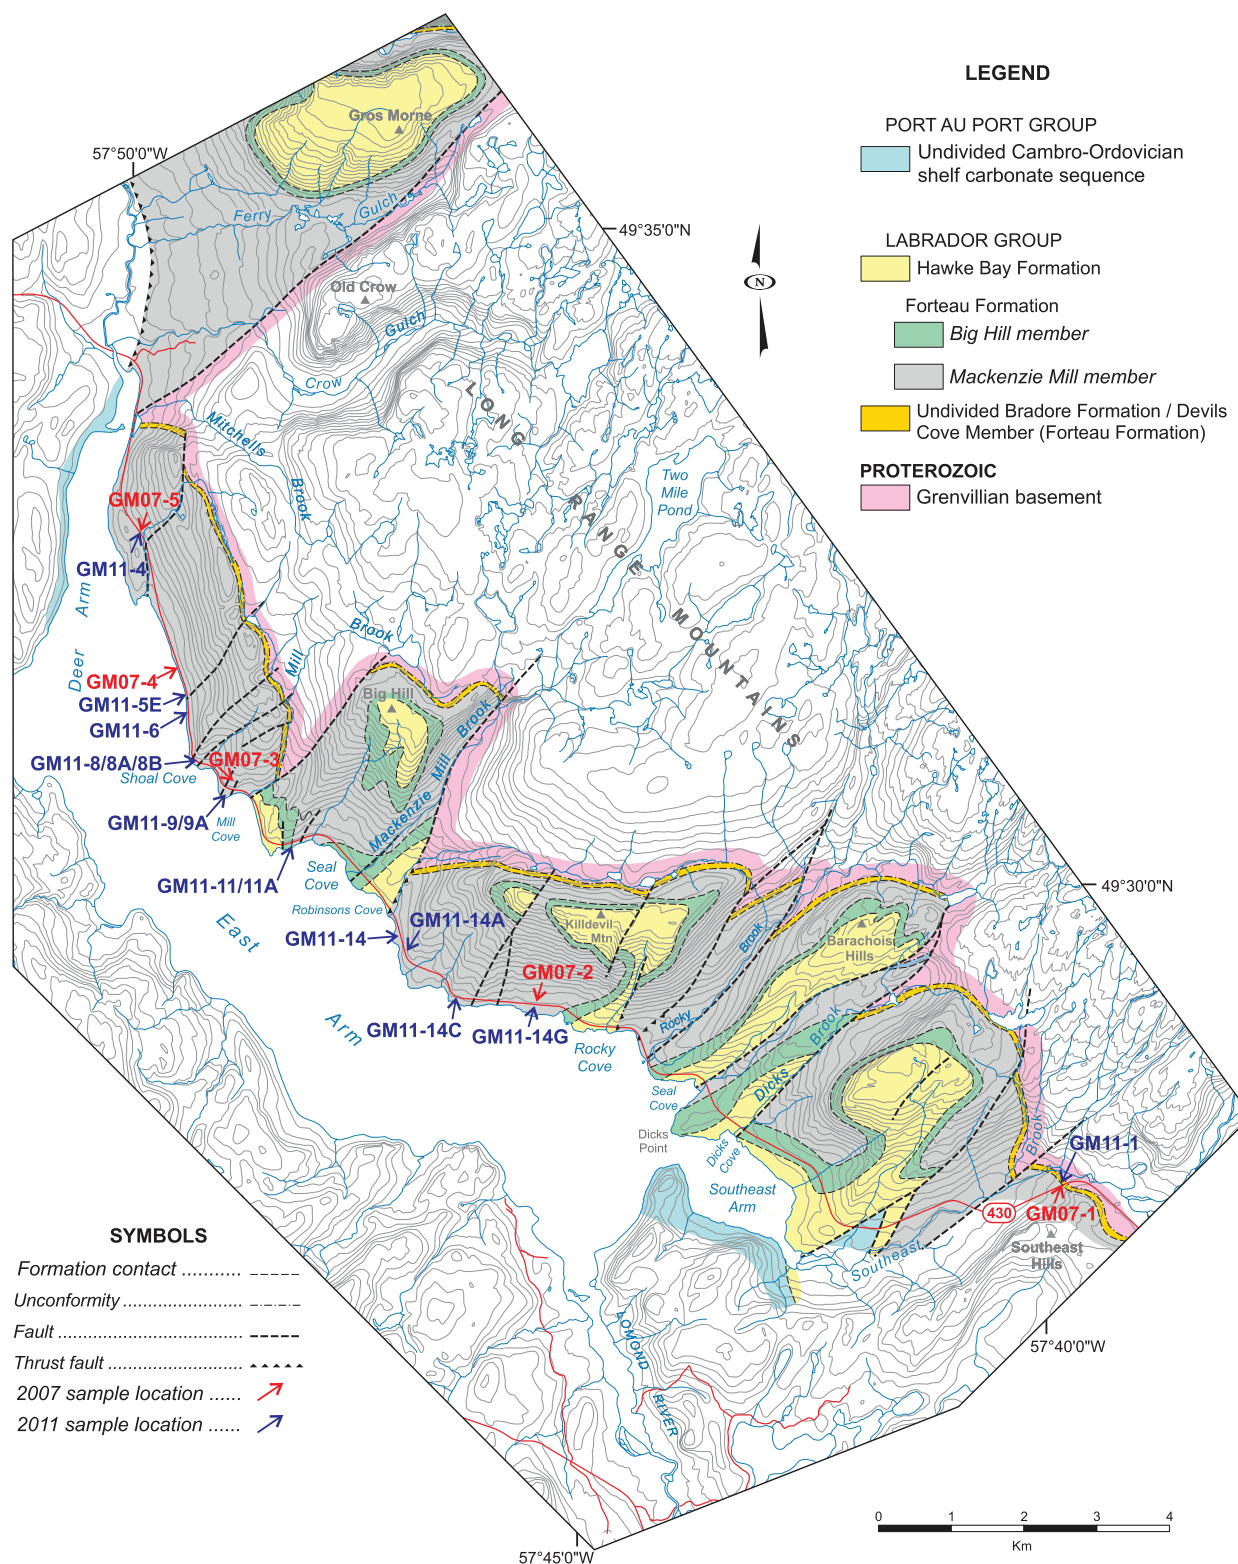 LEGEND
PORT AU PORT GROUP
Undivided Cambro-Ordovician
shelf carbonate sequence
LABRADOR GROUP
Hawke Bay Formation
Forteau Formation
Big Hill member
Mackenzie Mill member
Undivided Bradore Formation / Devils
Cove Member (Forteau Formation)
PROTEROZOIC
Grenvillian basement
Gros Morne
57°50'0"W
Ferry
Gulch
49°35'0"N
N
Old Crow
Gulch
Crow
LONG
RANGE
MOUNTAINS
Mitchells
Brook
Two
Mile
Pond
GM07-5
GM11-4
Deer
Arm
Brook
Mill
GM07-4
GM11-5E
GM11-6
Big Hill
Brook
Mill
Mackenzie
GM11-8/8A/8B
GM07-3
Shoal Cove
GM11-9/9A
Mill
Cove
GM11-11/11A
Seal
Cove
Robinsons Cove
49°30'0"N
East
Arm
GM11-14
GM11-14A
Killdevil
Mtn
Brook
Rocky
Barachois
Hills
GM07-2
GM11-14C
GM11-14G
Rocky
Cove
Brook
Dicks
Seal
Cove
Dicks
Point
Dicks
Cove
Brook
GM11-1
Southeast
Arm
430
GM07-1
Southeast
Southeast
Hills
SYMBOLS
Formation contact ...........
Unconformity ........................
Fault .....................................
Thrust fault ...........................
2007 sample location ......
2011 sample location ......
LOMOND
RIVER
57°40'0"W
57°45'0"W
0 1 2 3 4
Km